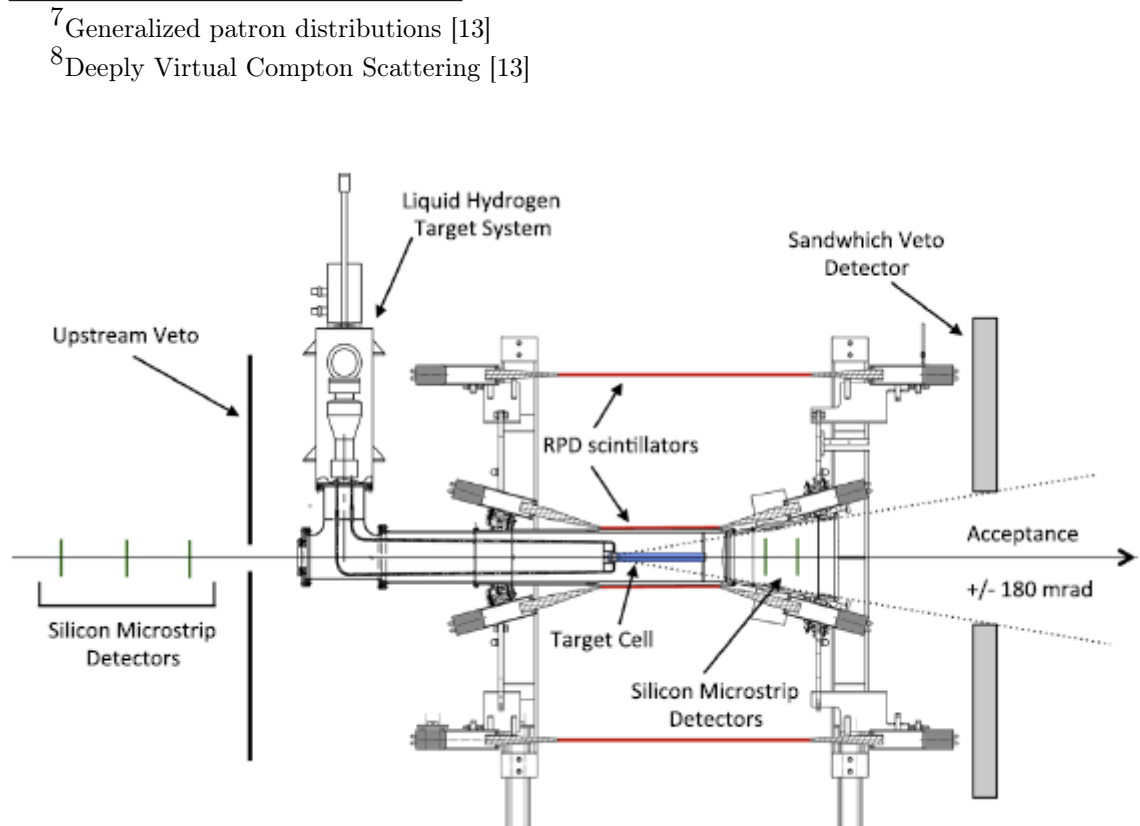 7Generalized patron distributions [13]
8Deeply Virtual Compton Scattering [13]
Liquid Hydrogen
Target System
Sandwhich Veto
Detector
Upstream Veto
RPD scintillators
Acceptance
+/- 180 mrad
Silicon Microstrip
Detectors
Target Cell
Silicon Microstrip
Detectors